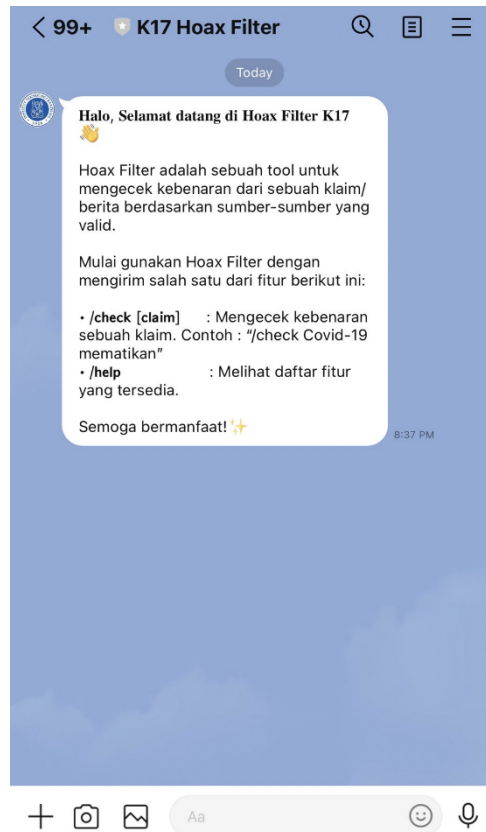 99+ K17 Hoax Filter
Today
Halo, Selamat datang di Hoax Filter K17
👋
Hoax Filter adalah sebuah tool untuk
mengecek kebenaran dari sebuah klaim/
berita berdasarkan sumber-sumber yang
valid.
Mulai gunakan Hoax Filter dengan
mengirim salah satu dari fitur berikut ini:
• /check [claim] : Mengecek kebenaran
sebuah klaim. Contoh : “/check Covid-19
mematikan”
• /help : Melihat daftar fitur
yang tersedia.
Semoga bermanfaat!✨
8:37 PM
Aa